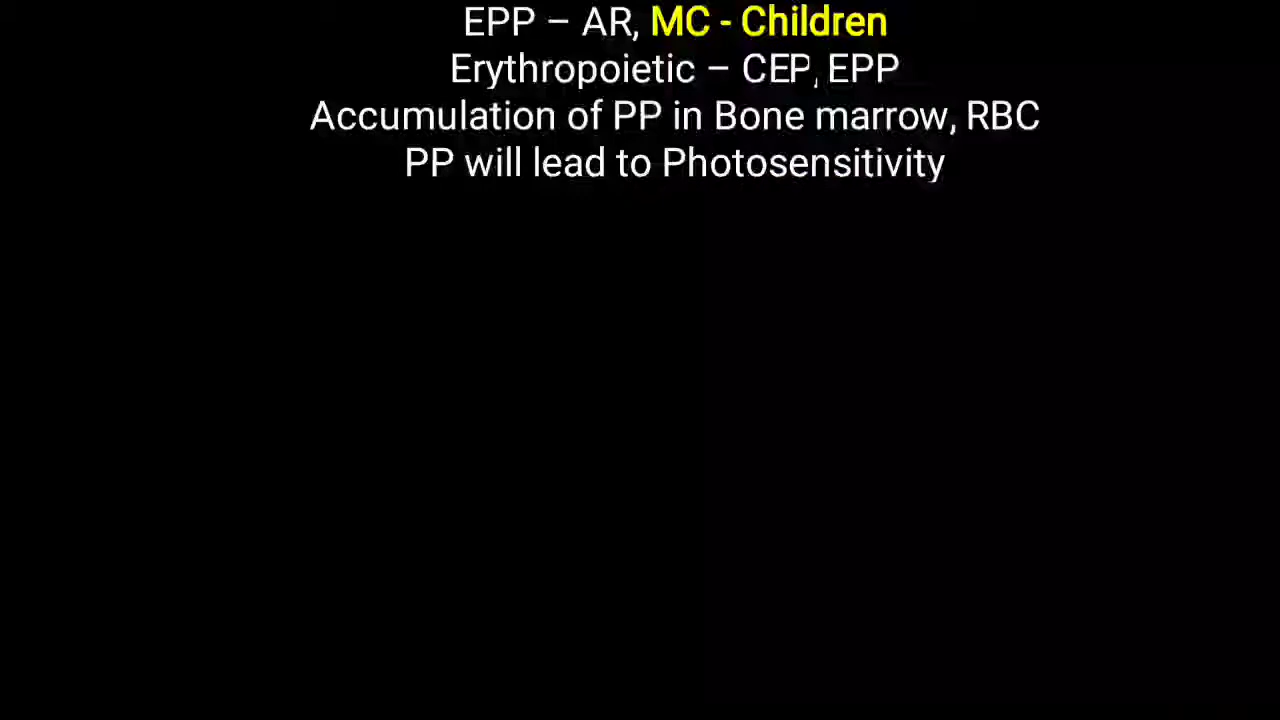 EPP – AR, MC - Children
Erythropoietic – CEP, EPP
Accumulation of PP in Bone marrow, RBC
PP will lead to Photosensitivity